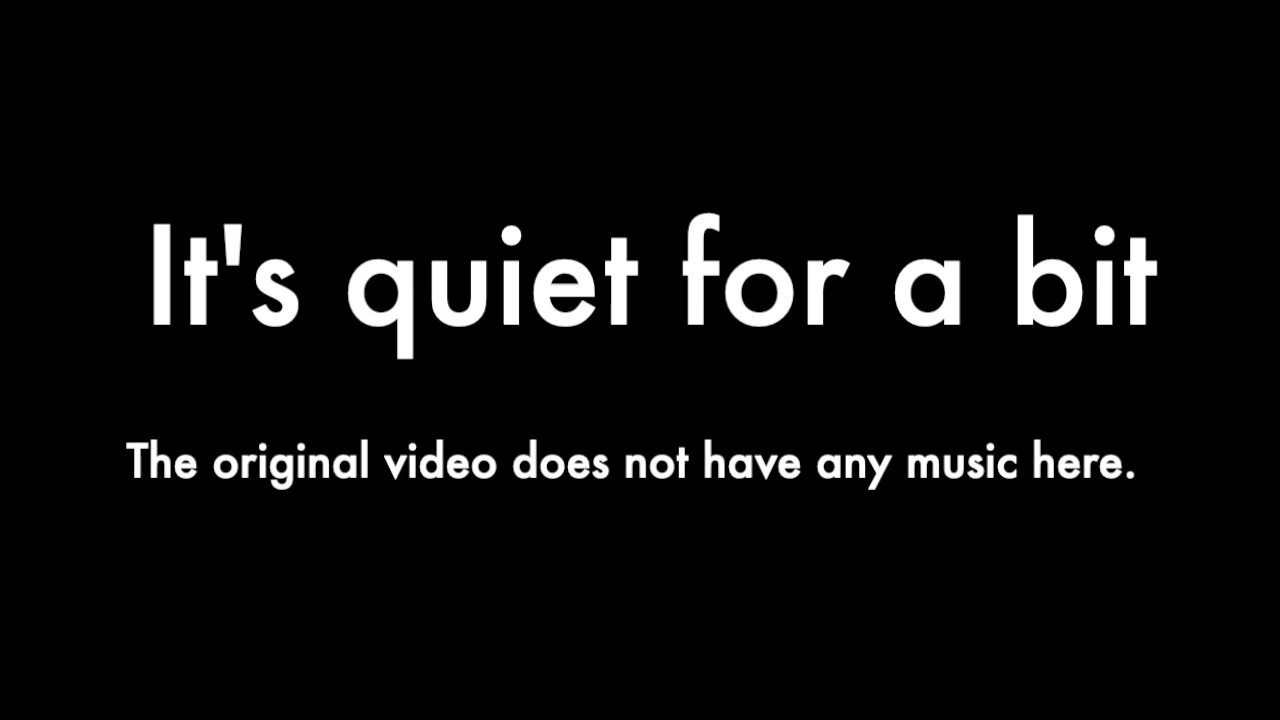 It's quiet for a bit
The original video does not have any music here.